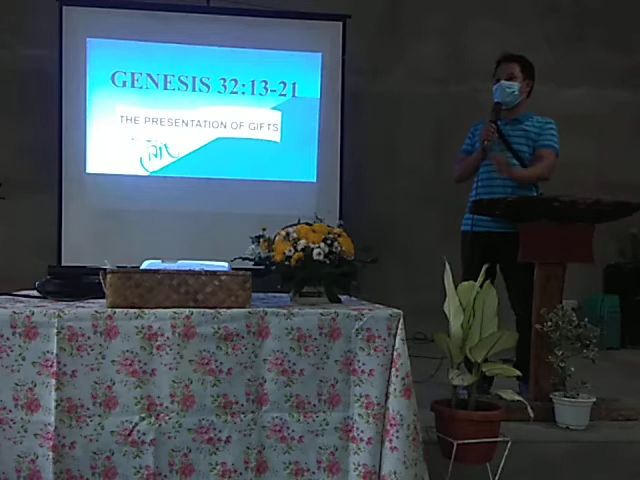 GENESIS 32:13-21
THE PRESENTATION OF GIFTS